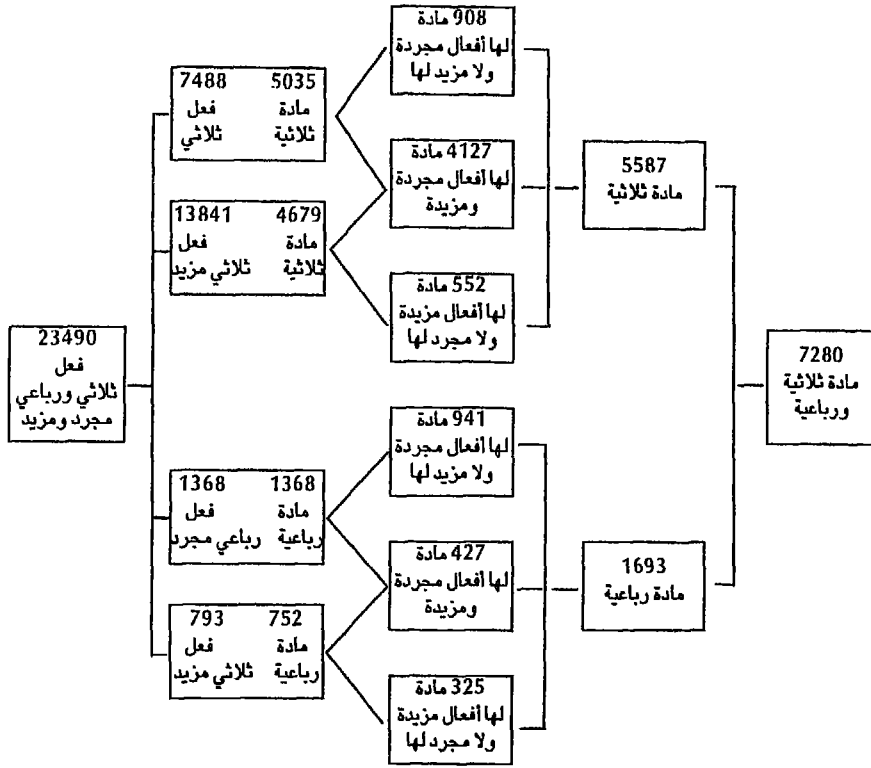 7280
مادة ثلاثية
ورباعية
5587
مادة ثلاثية
1693
مادة رباعية
908 مادة
لها أفعال مجردة
ولا مزيد لها
4127 مادة
لها أفعال مجردة
ومزيدة
552 مادة
لها أفعال مزيدة
ولا مجرد لها
941 مادة
لها أفعال مجردة
ولا مزيد لها
427 مادة
لها أفعال مجردة
ومزيدة
325 مادة
لها أفعال مزيدة
ولا مجرد لها
5035 7488
مادة فعل
ثلاثية ثلاثي
4679 13841
مادة فعل
ثلاثية ثلاثي مزيد
1368 1368
مادة فعل
رباعية رباعي مجرد
752 793
مادة فعل
رباعية ثلاثي مزيد
23490
فعل
ثلاثي ورباعي
مجرد ومزيد